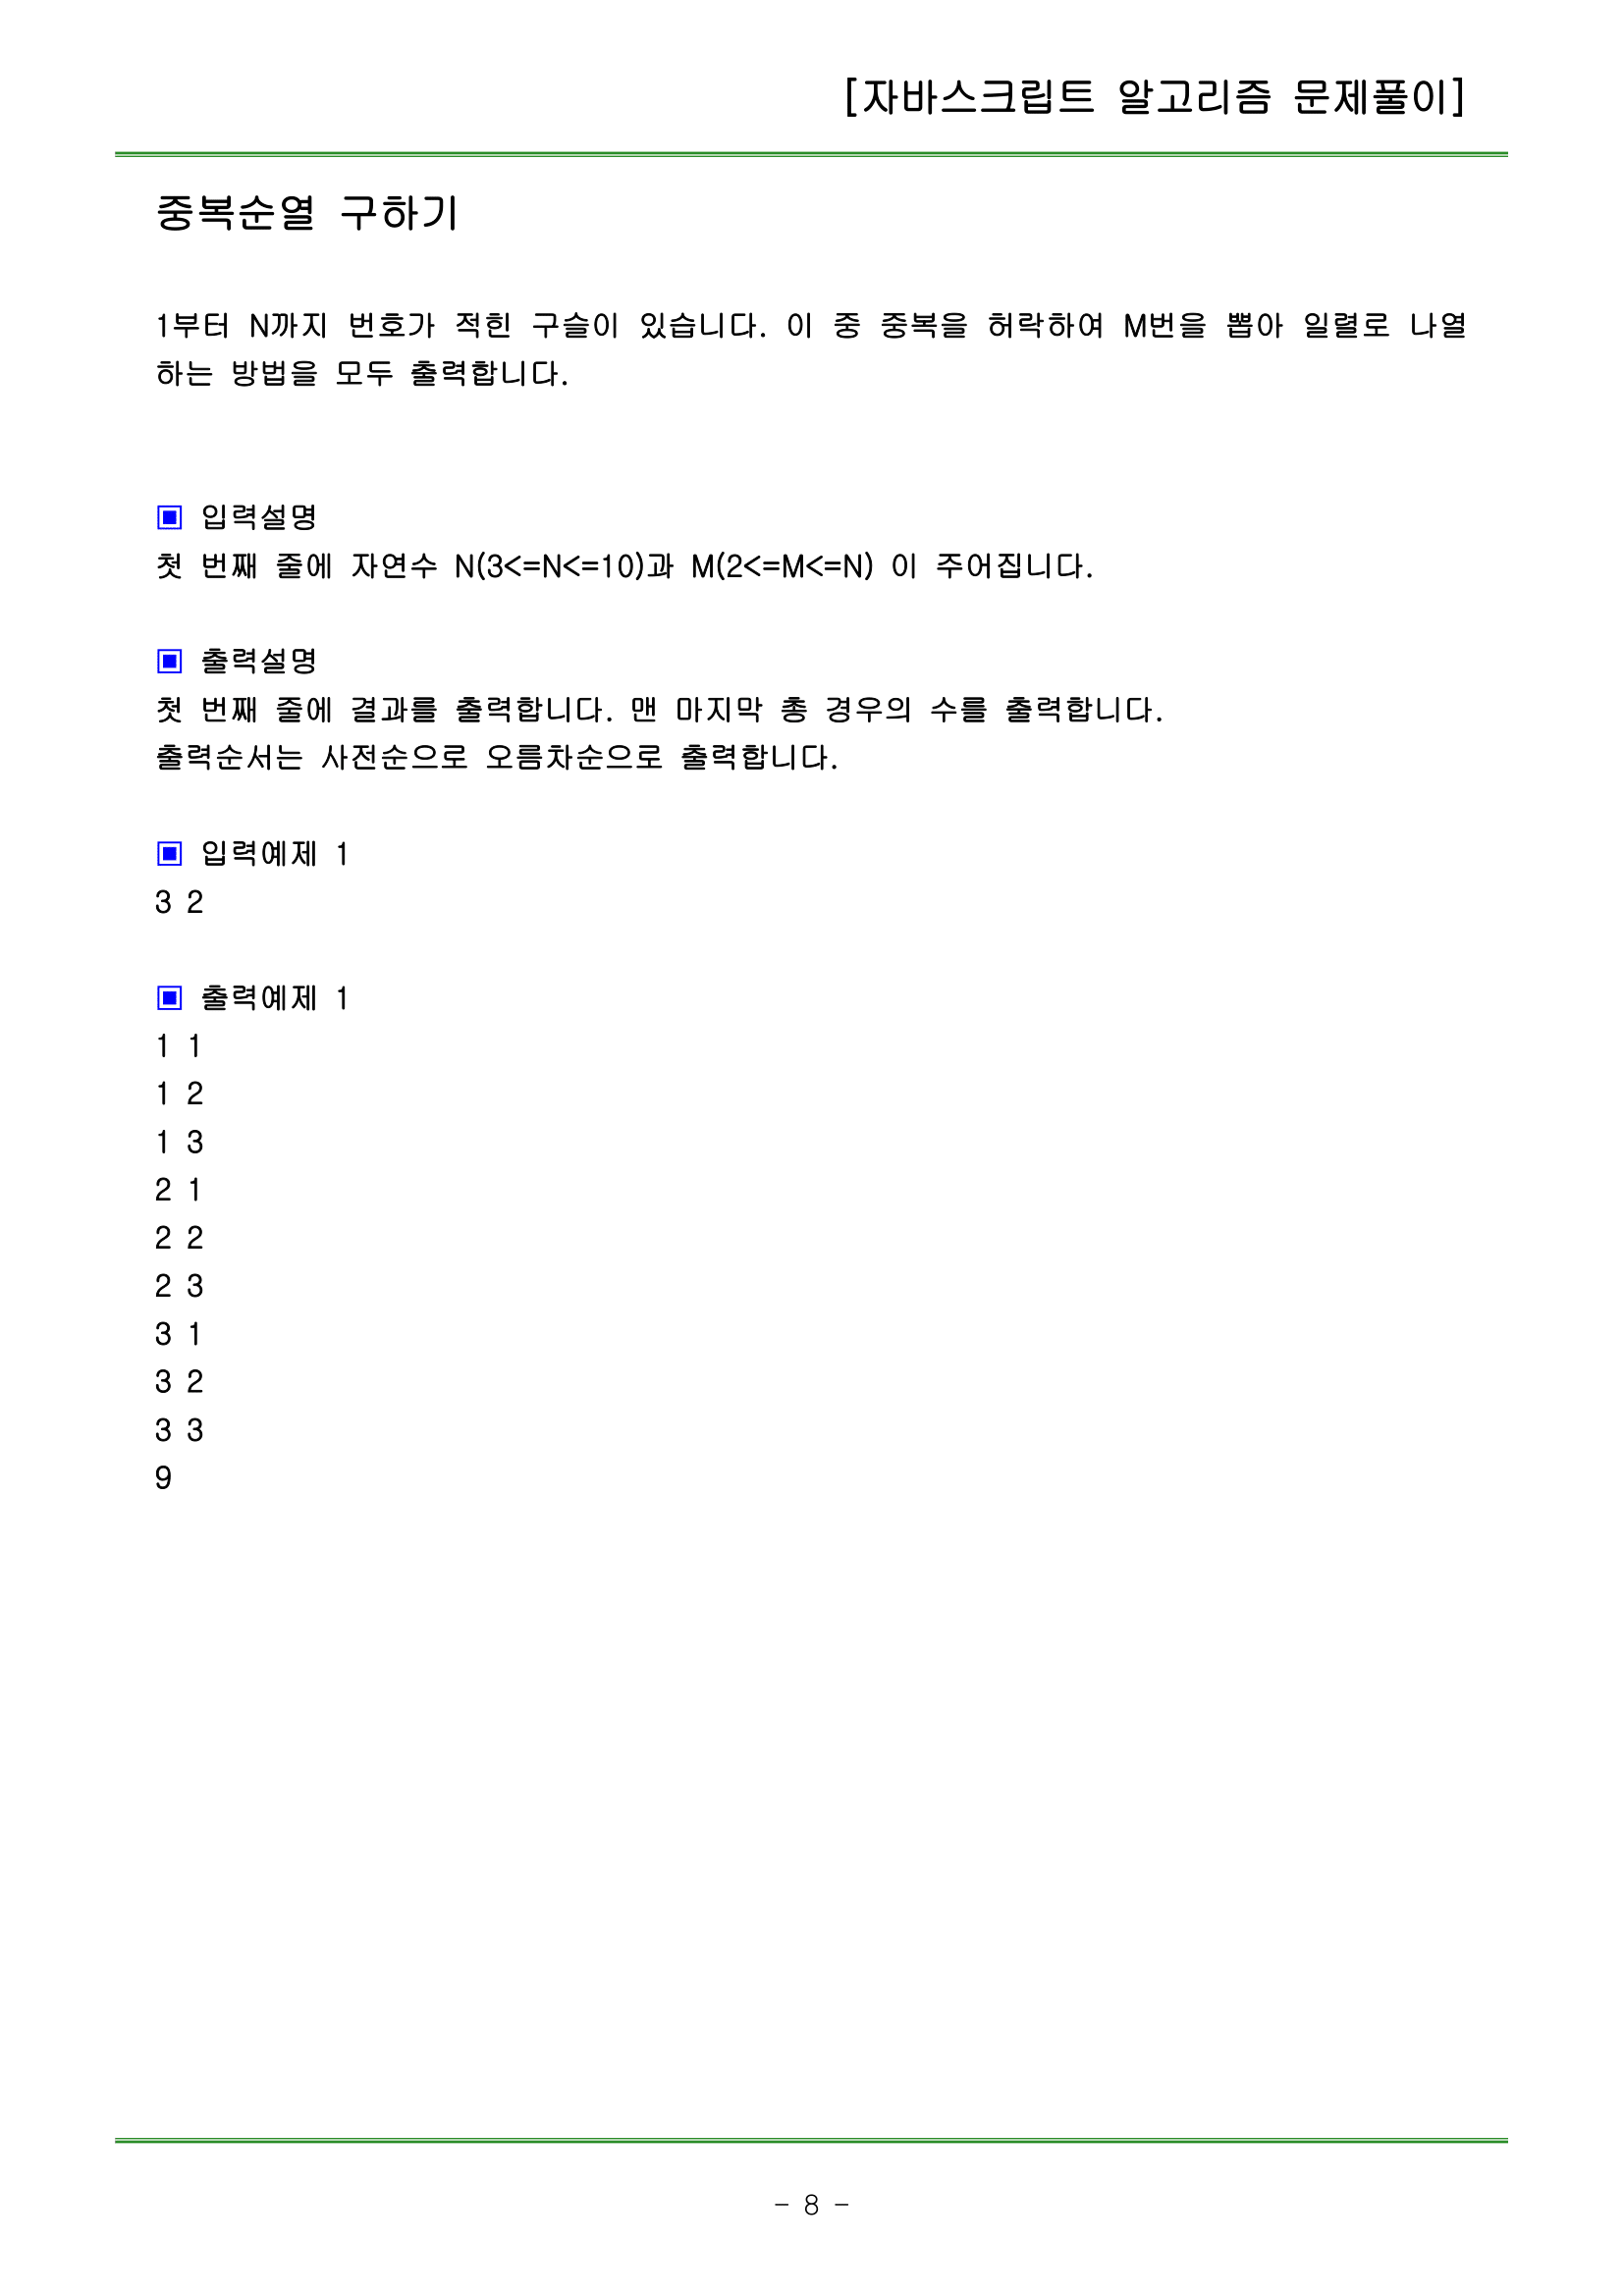 [자바스크립트 알고리즘 문제풀이]
중복순열 구하기
1부터 N까지 번호가 적힌 구슬이 있습니다. 이 중 중복을 허락하여 M번을 뽑아 일렬로 나열
하는 방법을 모두 출력합니다.
▣ 입력설명
첫 번째 줄에 자연수 N(3<=N<=10)과 M(2<=M<=N) 이 주어집니다.
▣ 출력설명
첫 번째 줄에 결과를 출력합니다. 맨 마지막 총 경우의 수를 출력합니다.
출력순서는 사전순으로 오름차순으로 출력합니다.
▣ 입력예제 1
3 2
▣ 출력예제 1
1 1
1 2
1 3
2 1
2 2
2 3
3 1
3 2
3 3
9
- 8 -